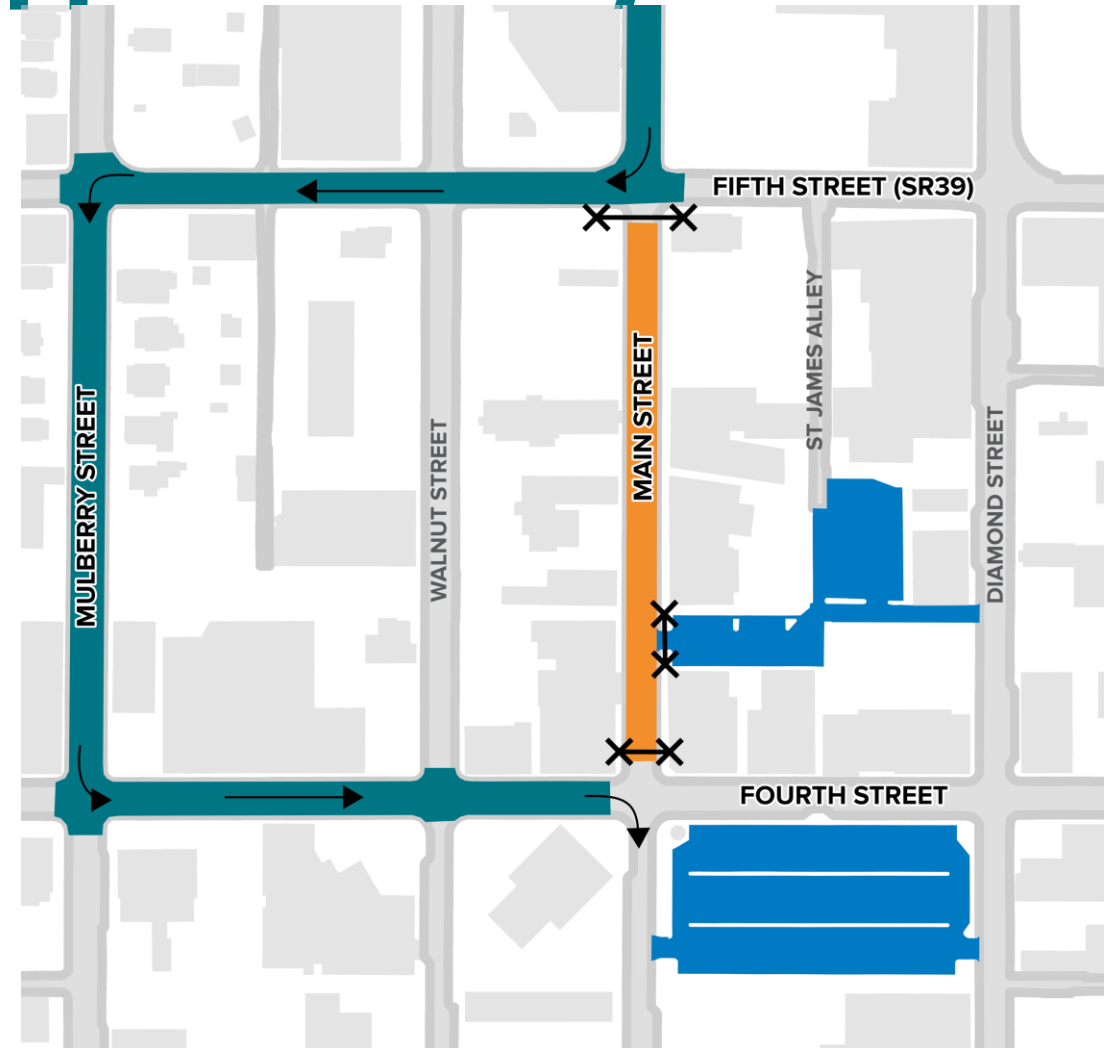 FIFTH STREET (SR39)
ST JAMES ALLEY
MAIN STREET
MULBERRY STREET
WALNUT STREET
DIAMOND STREET
FOURTH STREET